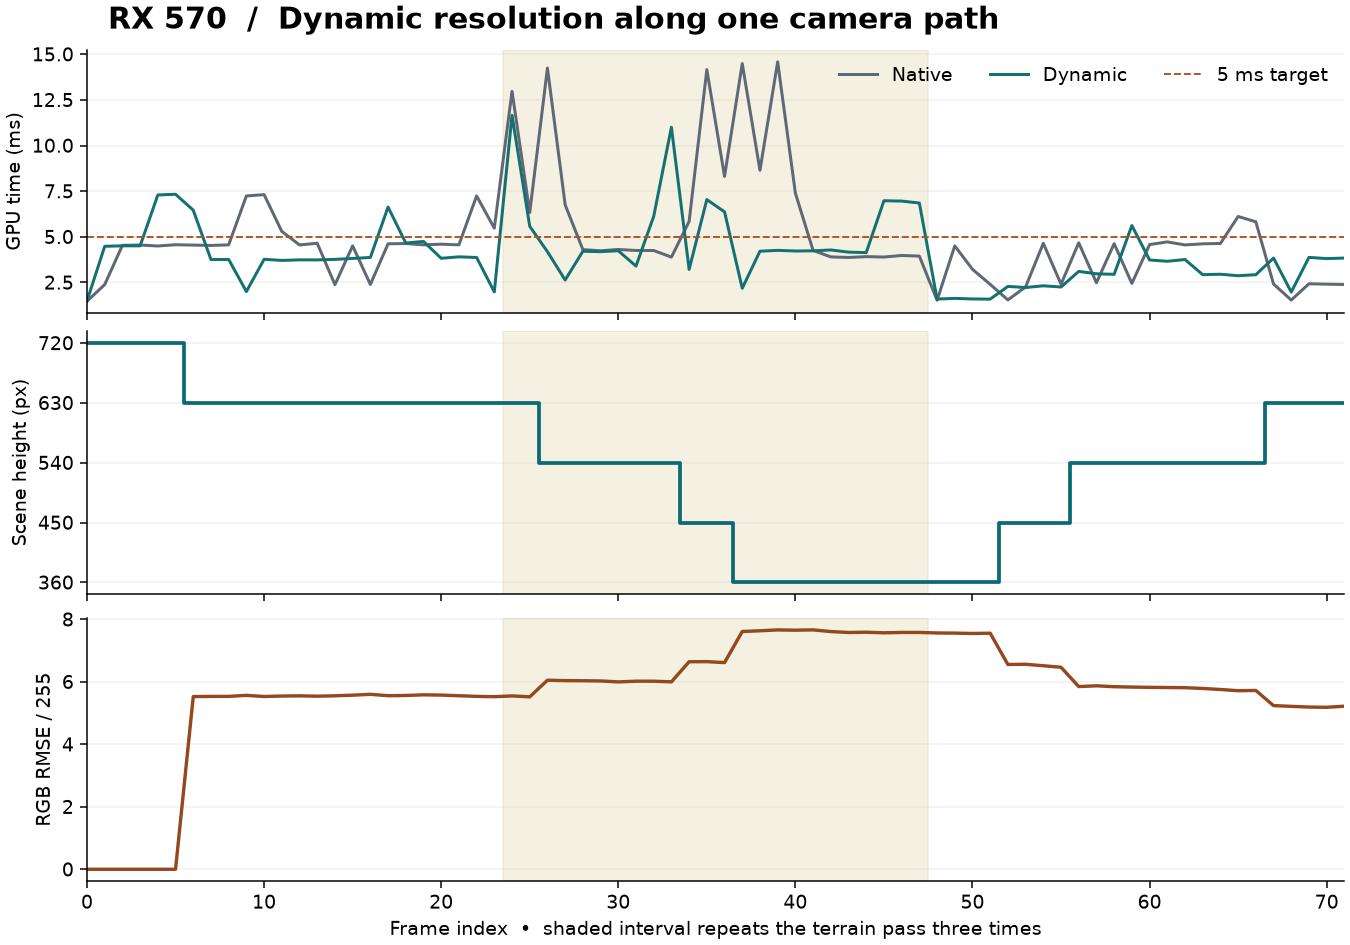 RX 570 / Dynamic resolution along one camera path
15.0
12.5
10.0
7.5
5.0
2.5
GPU time (ms)
Native
Dynamic
5 ms target
720
630
540
450
360
Scene height (px)
8
6
4
2
0
RGB RMSE / 255
0 10 20 30 40 50 60 70
Frame index • shaded interval repeats the terrain pass three times